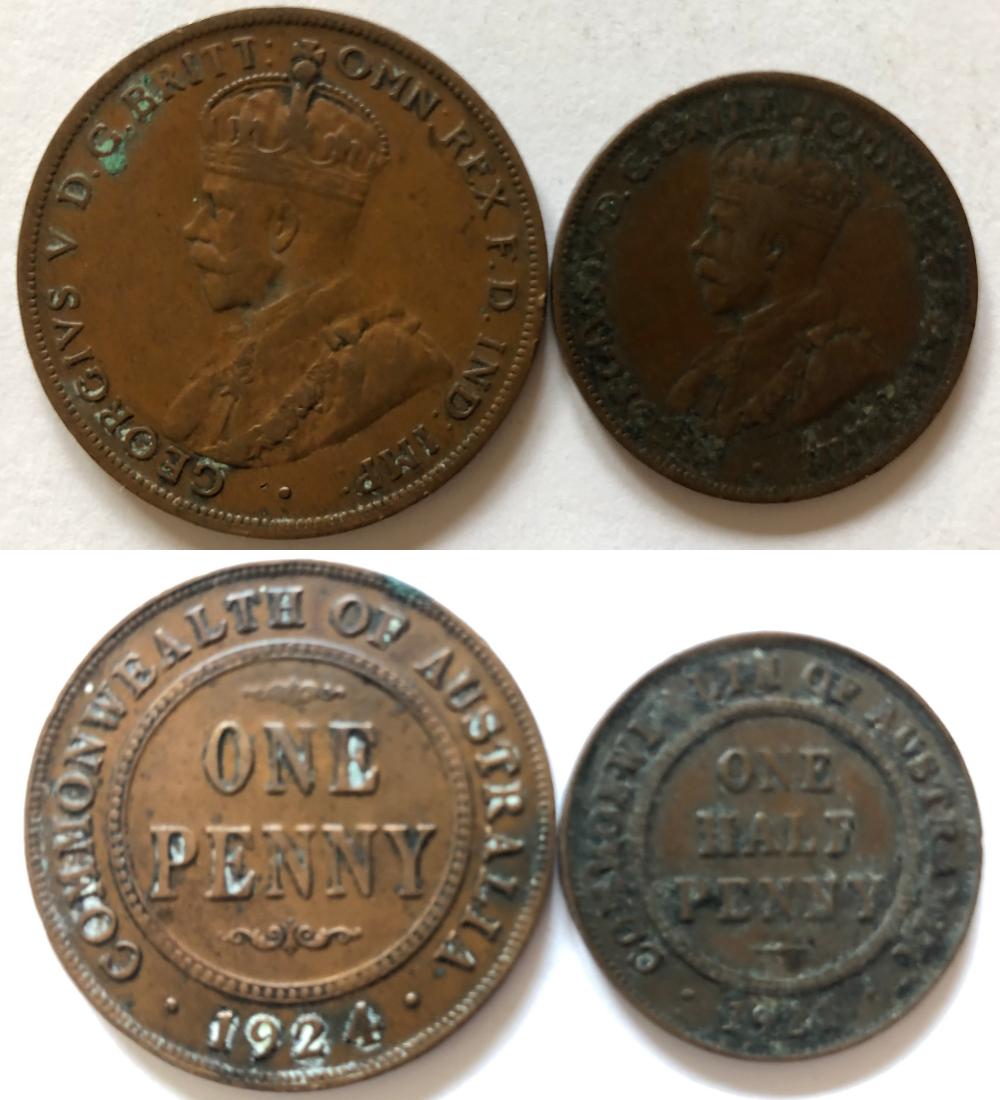 GEORGIVS V D.G. BRITT: OMN. REX F.D. IND. IMP.
COMMONWEALTH OF AUSTRALIA
ONE
PENNY
1924
OF AUSTRALIA
ONE
HALF
PENNY